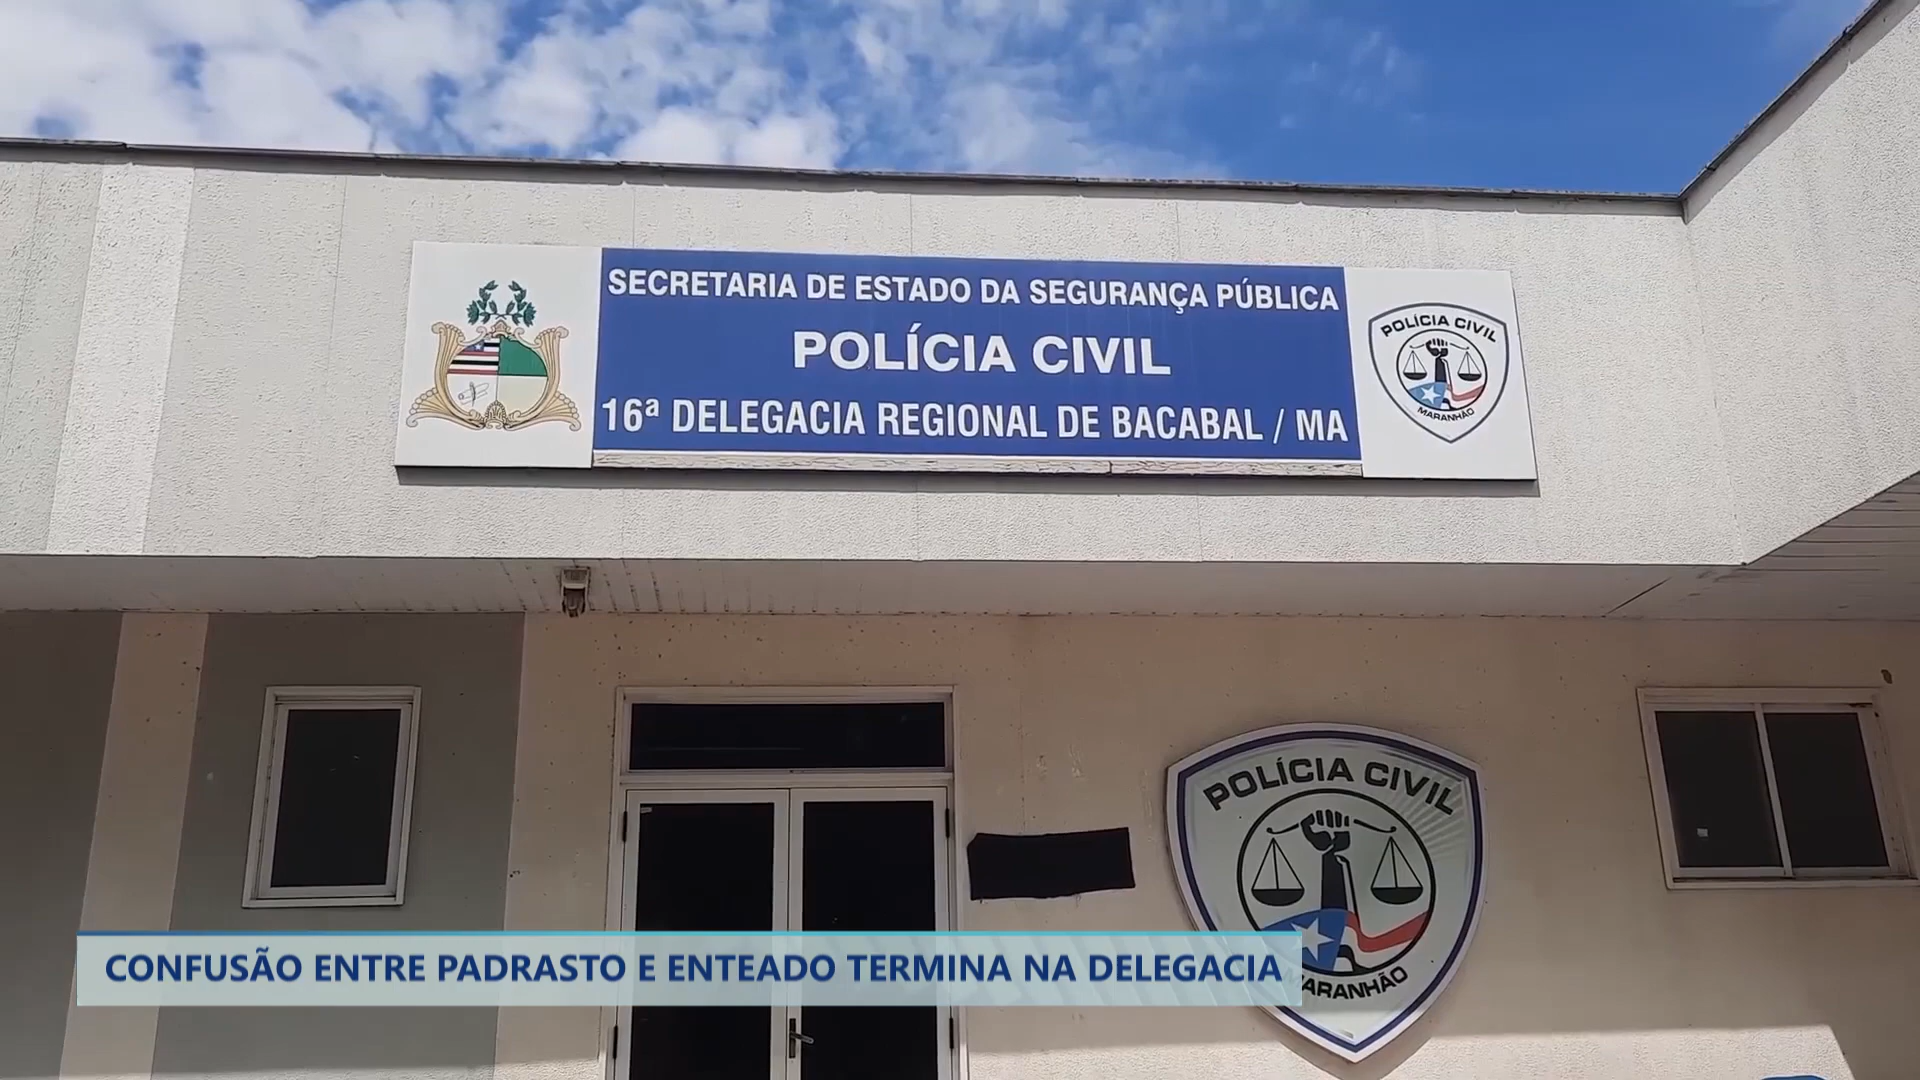 SECRETARIA DE ESTADO DA SEGURANÇA PÚBLICA
POLÍCIA CIVIL
16ª DELEGACIA REGIONAL DE BACABAL / MA
POLÍCIA CIVIL
MARANHÃO
POLÍCIA CIVIL
MARANHÃO
CONFUSÃO ENTRE PADRASTO E ENTEADO TERMINA NA DELEGACIA